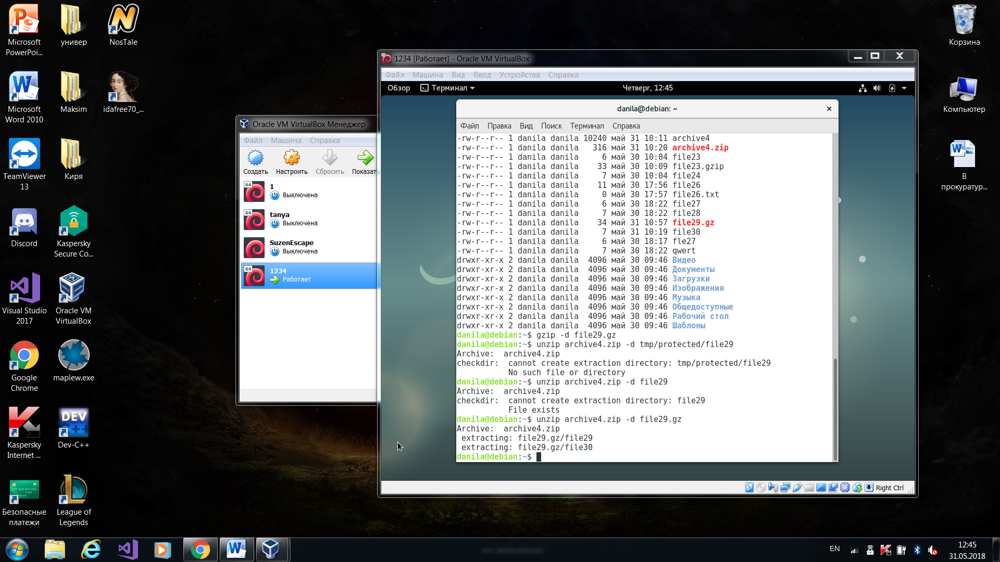 Microsoft PowerPoi...
универ
NosTale
Microsoft Word 2010
Maksim
idafree70_...
TeamViewer 13
Киря
Discord
Kaspersky Secure Co...
Visual Studio 2017
Oracle VM VirtualBox
Google Chrome
maplew.exe
Kaspersky Internet ...
DEV C++
Dev-C++
Безопасные платежи
League of Legends
Корзина
Компьютер
В прокуратур...
Oracle VM VirtualBox Менеджер
Файл Машина Справка
Создать Настроить Сбросить Показат
64 1
Выключена
64 tanya
Выключена
SuzenEscape
Выключена
64 1234
Работает
1234 [Работает] - Oracle VM VirtualBox
Файл Машина Вид Ввод Устройства Справка
Обзор Терминал Четверг, 12:45
danila@debian: ~
Файл Правка Вид Поиск Терминал Справка
-rw-r--r-- 1 danila danila 10240 май 31 10:11 archive4
-rw-r--r-- 1 danila danila 316 май 31 10:20 archive4.zip
-rw-r--r-- 1 danila danila 6 май 30 10:04 file23
-rw-r--r-- 1 danila danila 33 май 30 10:09 file23.gzip
-rw-r--r-- 1 danila danila 7 май 30 10:04 file24
-rw-r--r-- 1 danila danila 11 май 30 17:56 file26
-rw-r--r-- 1 danila danila 0 май 30 17:57 file26.txt
-rw-r--r-- 1 danila danila 6 май 30 18:22 file27
-rw-r--r-- 1 danila danila 7 май 30 18:22 file28
-rw-r--r-- 1 danila danila 34 май 31 10:57 file29.gz
-rw-r--r-- 1 danila danila 7 май 31 10:19 file30
-rw-r--r-- 1 danila danila 6 май 30 18:17 fle27
-rw-r--r-- 1 danila danila 7 май 30 18:22 qwert
drwxr-xr-x 2 danila danila 4096 май 30 09:46 Видео
drwxr-xr-x 2 danila danila 4096 май 30 09:46 Документы
drwxr-xr-x 2 danila danila 4096 май 30 09:46 Загрузки
drwxr-xr-x 2 danila danila 4096 май 30 09:46 Изображения
drwxr-xr-x 2 danila danila 4096 май 30 09:46 Музыка
drwxr-xr-x 2 danila danila 4096 май 30 09:46 Общедоступные
drwxr-xr-x 2 danila danila 4096 май 30 09:46 Рабочий стол
drwxr-xr-x 2 danila danila 4096 май 30 09:46 Шаблоны
danila@debian:~$ gzip -d file29.gz
danila@debian:~$ unzip archive4.zip -d tmp/protected/file29
Archive: archive4.zip
checkdir: cannot create extraction directory: tmp/protected/file29
No such file or directory
danila@debian:~$ unzip archive4.zip -d file29
Archive: archive4.zip
checkdir: cannot create extraction directory: file29
File exists
danila@debian:~$ unzip archive4.zip -d file29.gz
Archive: archive4.zip
extracting: file29.gz/file29
extracting: file29.gz/file30
danila@debian:~$
Right Ctrl
EN
12:45
31.05.2018